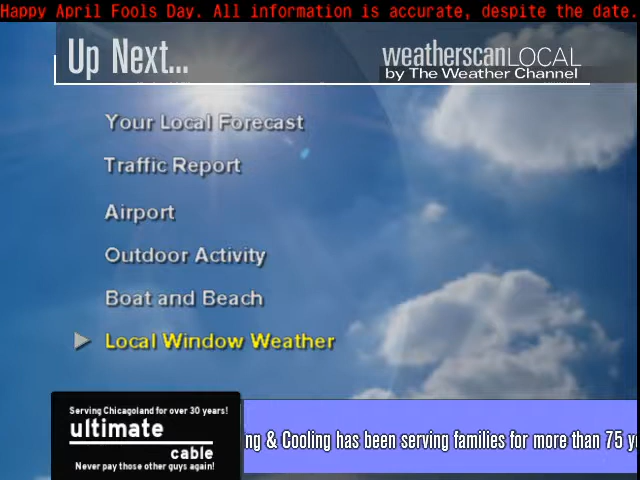 Happy April Fools Day. All information is accurate, despite the date.
Up Next...
weatherscanLOCAL
by The Weather Channel
Your Local Forecast
Traffic Report
Airport
Outdoor Activity
Boat and Beach
Local Window Weather
Serving Chicagoland for over 30 years!
ultimate
cable
Never pay those other guys again!
ng & Cooling has been serving families for more than 75 y